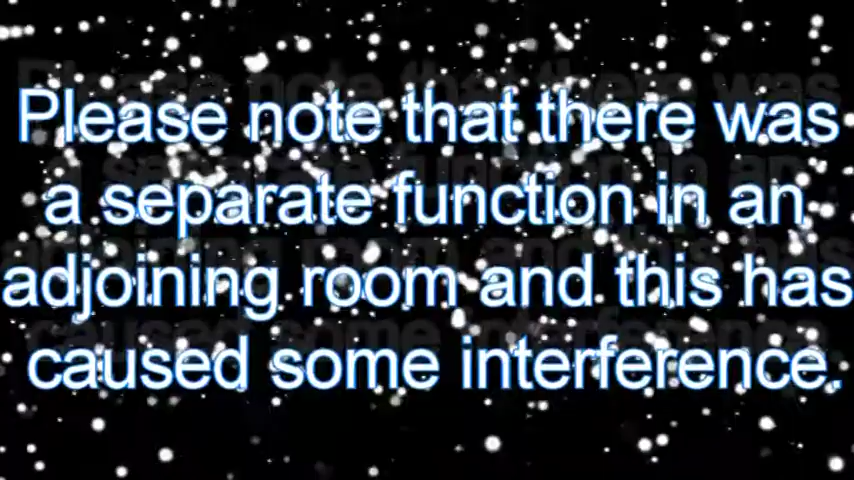 Please note that there was
a separate function in an
adjoining room and this has
caused some interference.